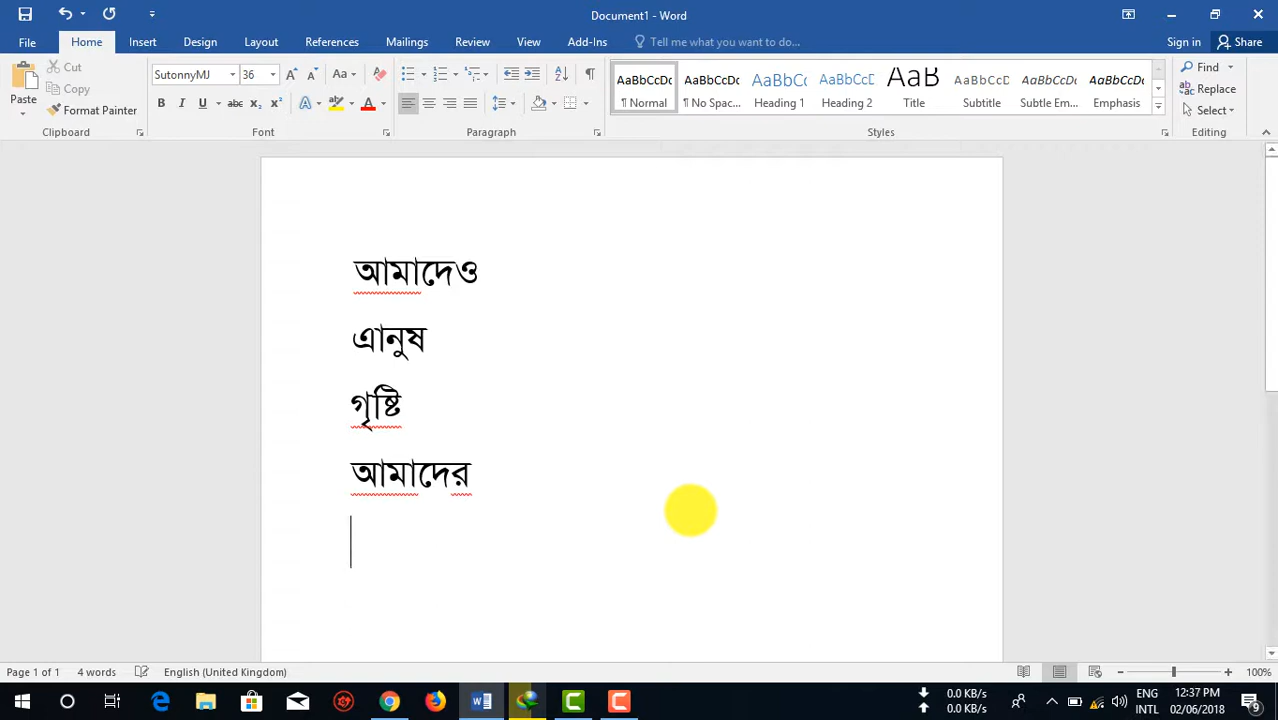 Document1 - Word
File Home Insert Design Layout References Mailings Review View Add-Ins Tell me what you want to do... Sign in Share
Paste
Cut
Copy
Format Painter
Clipboard
SutonnyMJ 36
Font
Paragraph
AaBbCcDc ¶ Normal
AaBbCcDc ¶ No Spac...
AaBbCc Heading 1
AaBbCcC Heading 2
AaB Title
AaBbCcD Subtitle
AaBbCcDc Subtle Em...
AaBbCcDc Emphasis
Styles
Find
Replace
Select
Editing
আমাদেও
এানুষ
গৃষ্টি
আমাদের
Page 1 of 1 4 words English (United Kingdom) 100%
0.0 KB/s
0.0 KB/s
ENG
INTL
12:37 PM
02/06/2018
9